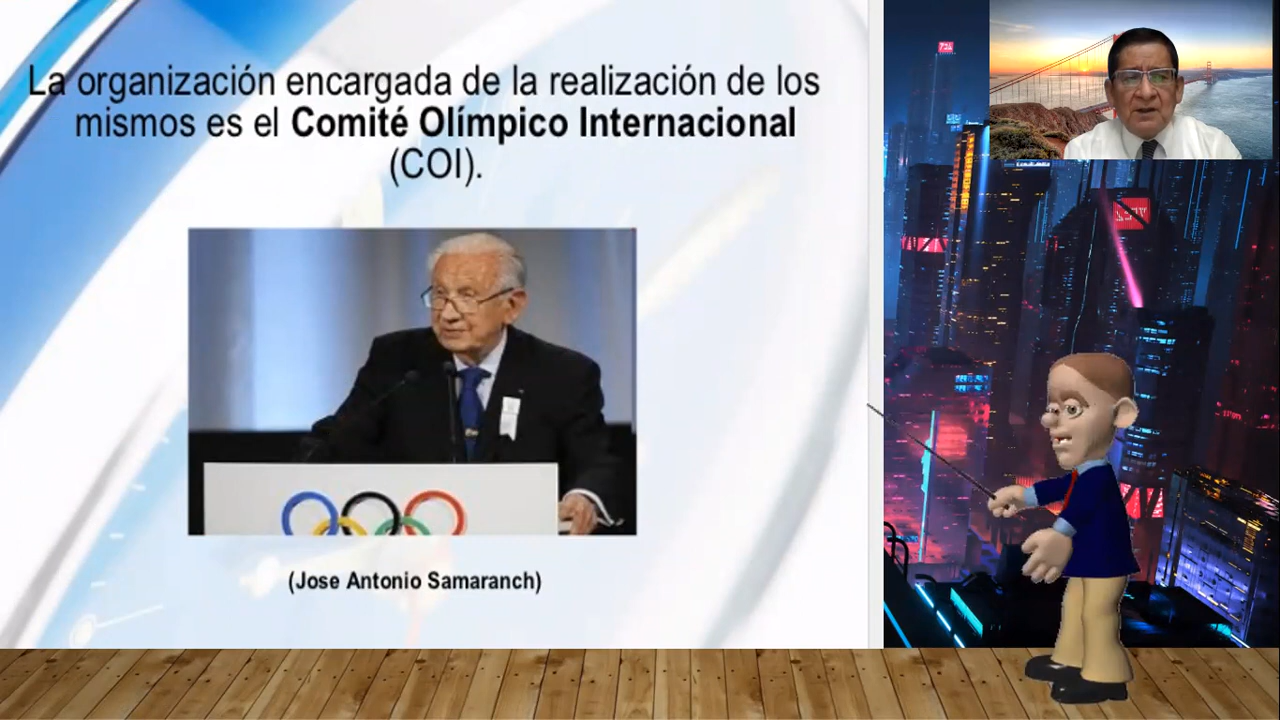 La organización encargada de la realización de los
mismos es el Comité Olímpico Internacional
(COI).
(Jose Antonio Samaranch)